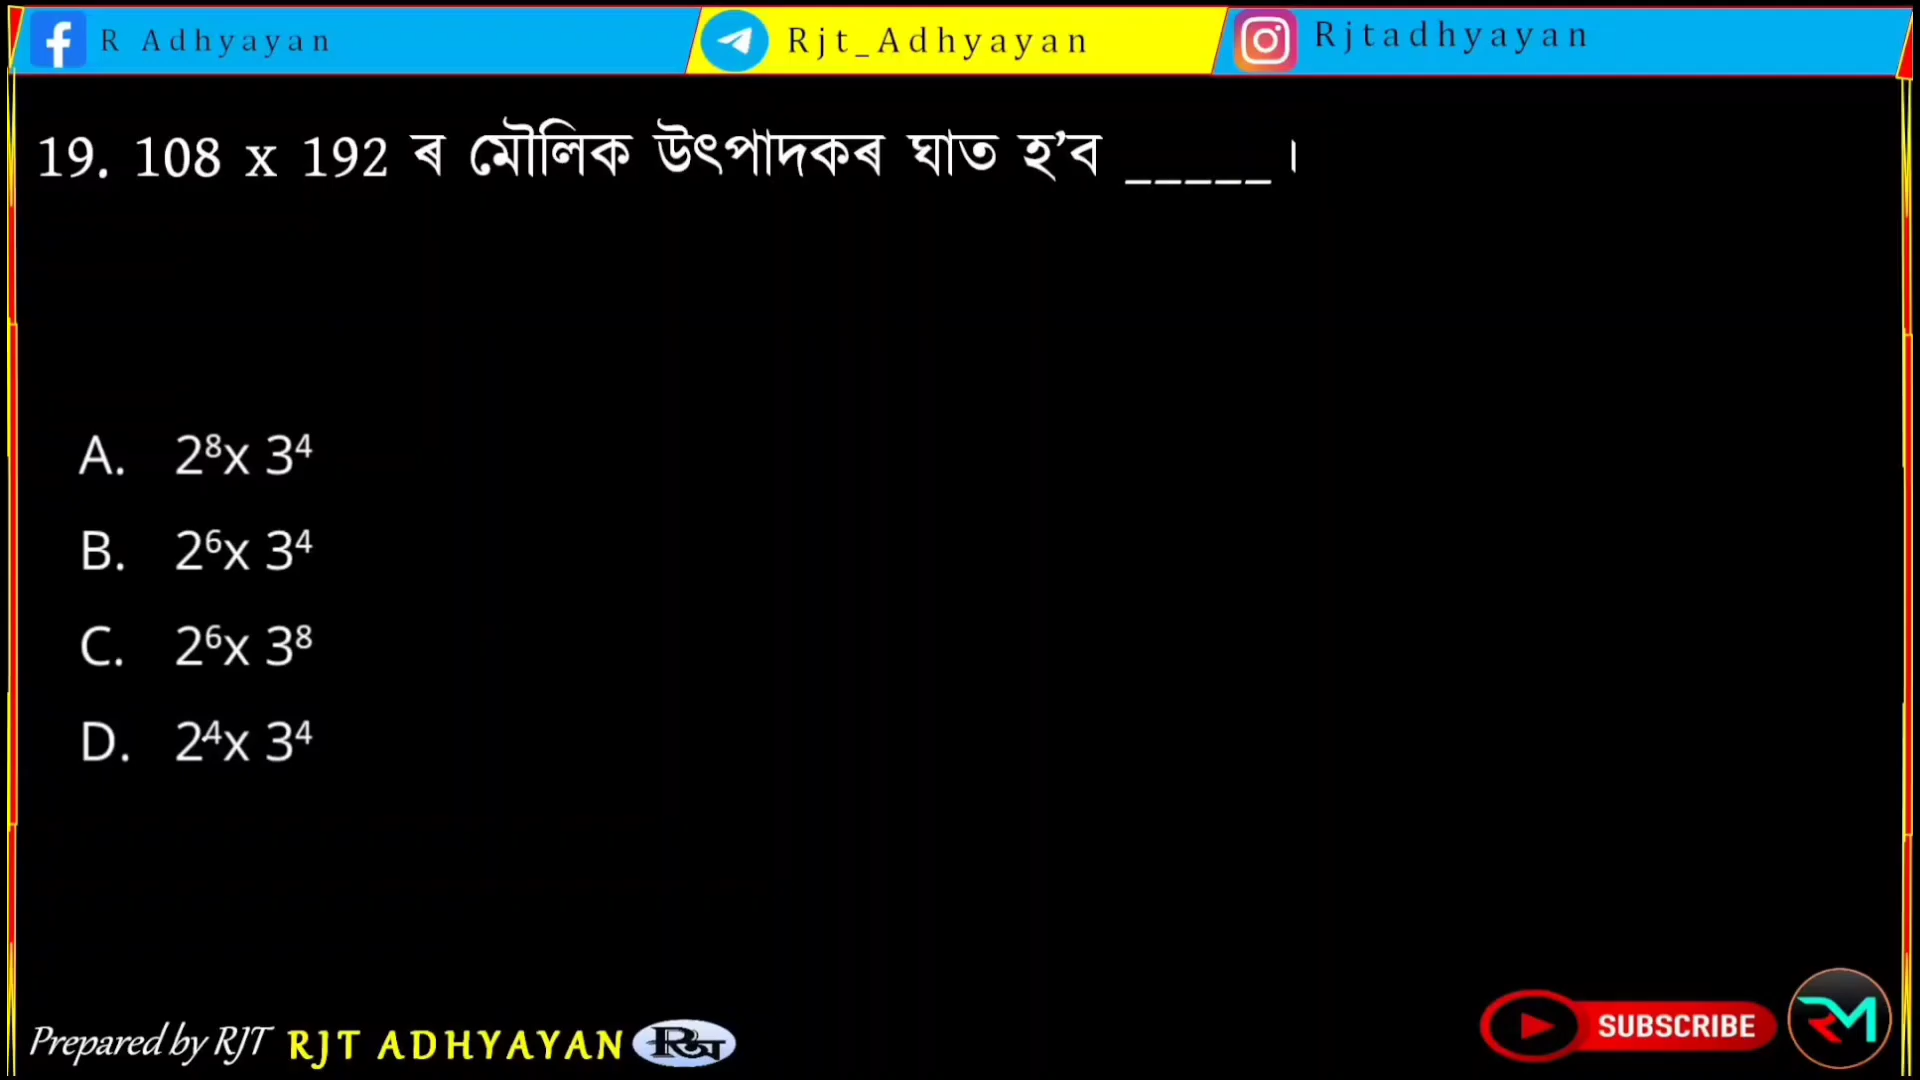 R Adhyayan Rjt_Adhyayan Rjtadhyayan
19. 108 x 192 ৰ মৌলিক উৎপাদকৰ ঘাত হ’ব _____।
A. 2⁸x 3⁴
B. 2⁶x 3⁴
C. 2⁶x 3⁸
D. 2⁴x 3⁴
Prepared by RJT RJT ADHYAYAN
SUBSCRIBE